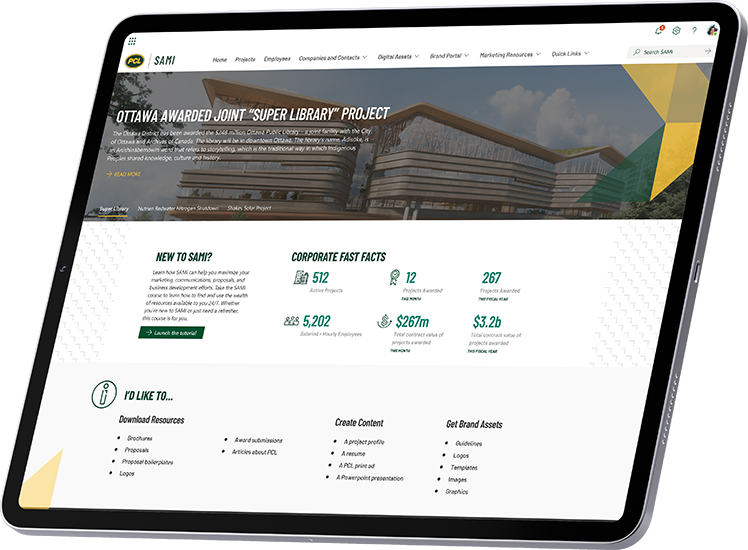 PCL SAMI
Home Projects Employees Companies and Contacts Digital Assets Brand Portal Marketing Resources Quick Links
Search SAMI
OTTAWA AWARDED JOINT “SUPER LIBRARY” PROJECT
The Ottawa District has been awarded the $248 million Ottawa Public Library – a joint facility with the City
of Ottawa and Archives of Canada. The library will be in downtown Ottawa. The library's name, Adisoke, is
an Anishinàbemowin word that refers to storytelling, which is the traditional way in which Indigenous
Peoples shared knowledge, culture and history.
READ MORE
Super Library Nutrien Redwater Nitrogen Shutdown Shakes Solar Project
NEW TO SAMI?
Learn how SAMI can help you maximize your
marketing, communications, proposals, and
business development efforts. Take the SAMI
course to learn how to find and use the wealth
of resources available to you 24/7. Whether
you're new to SAMI or just need a refresher,
this course is for you.
Launch the tutorial
CORPORATE FAST FACTS
512
Active Projects
12
Projects Awarded
THIS MONTH
267
Projects Awarded
THIS FISCAL YEAR
5,202
Salaried + Hourly Employees
$267m
Total contract value of
projects awarded
THIS MONTH
$3.2b
Total contract value of
projects awarded
THIS FISCAL YEAR
I'D LIKE TO...
Download Resources
Brochures
Proposals
Proposal boilerplates
Logos
Award submissions
Articles about PCL
Create Content
A project profile
A resume
A PCL print ad
A Powerpoint presentation
Get Brand Assets
Guidelines
Logos
Templates
Images
Graphics